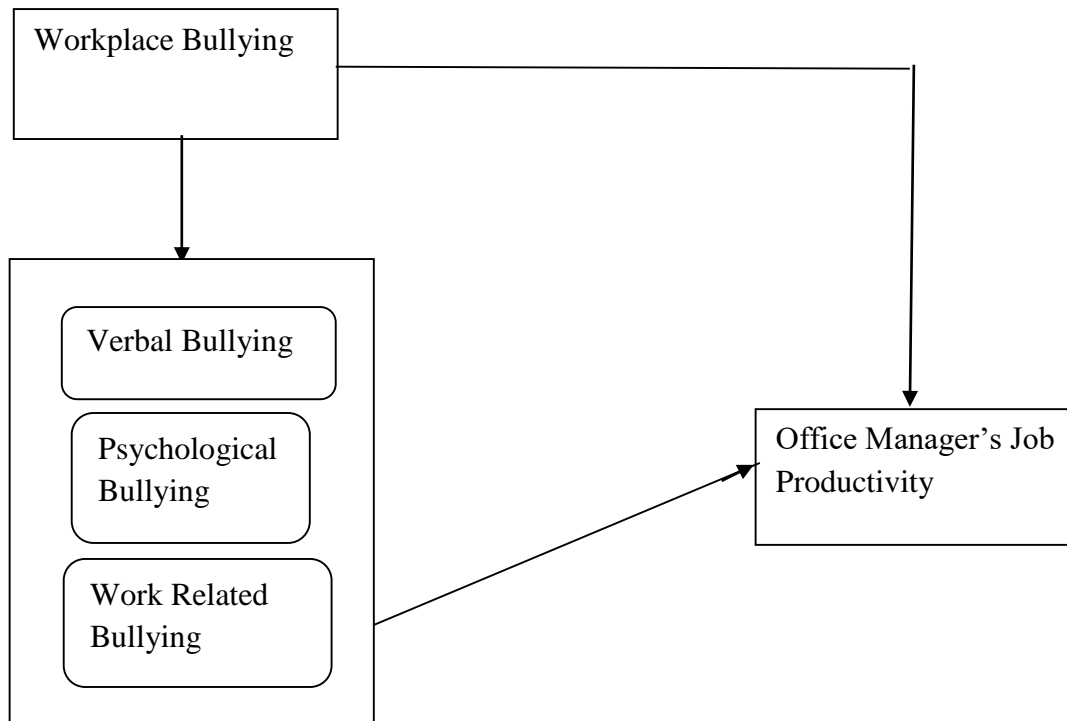 Workplace Bullying
Verbal Bullying
Psychological
Bullying
Work Related
Bullying
Office Manager’s Job
Productivity